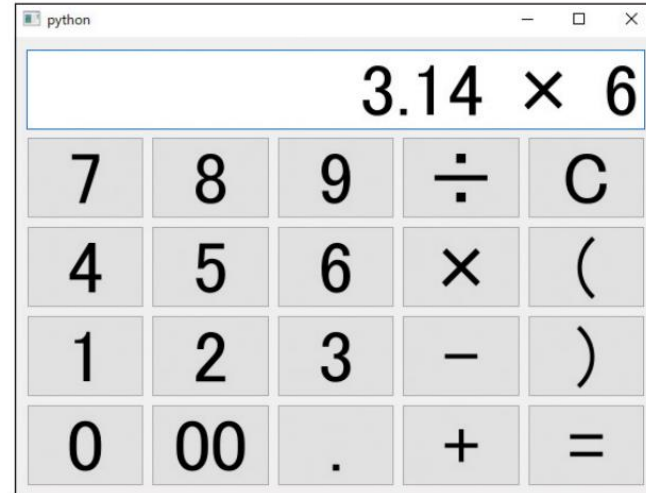 python
3.14 × 6
7 8 9 ÷ C
4 5 6 × (
1 2 3 − )
0 00 . + =